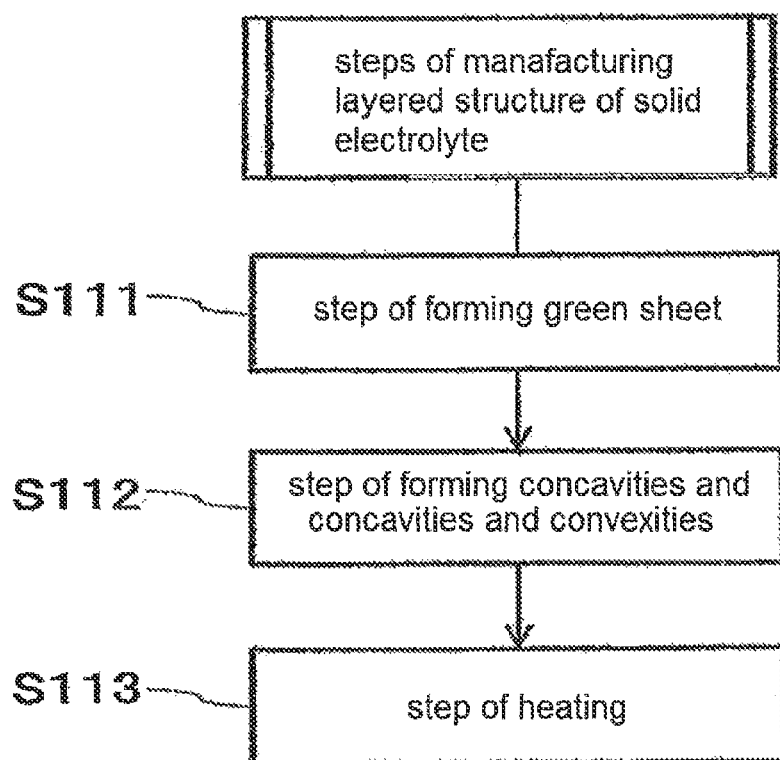 steps of manafacturing
layered structure of solid
electrolyte
S111
step of forming green sheet
S112
step of forming concavities and
concavities and convexities
S113
step of heating